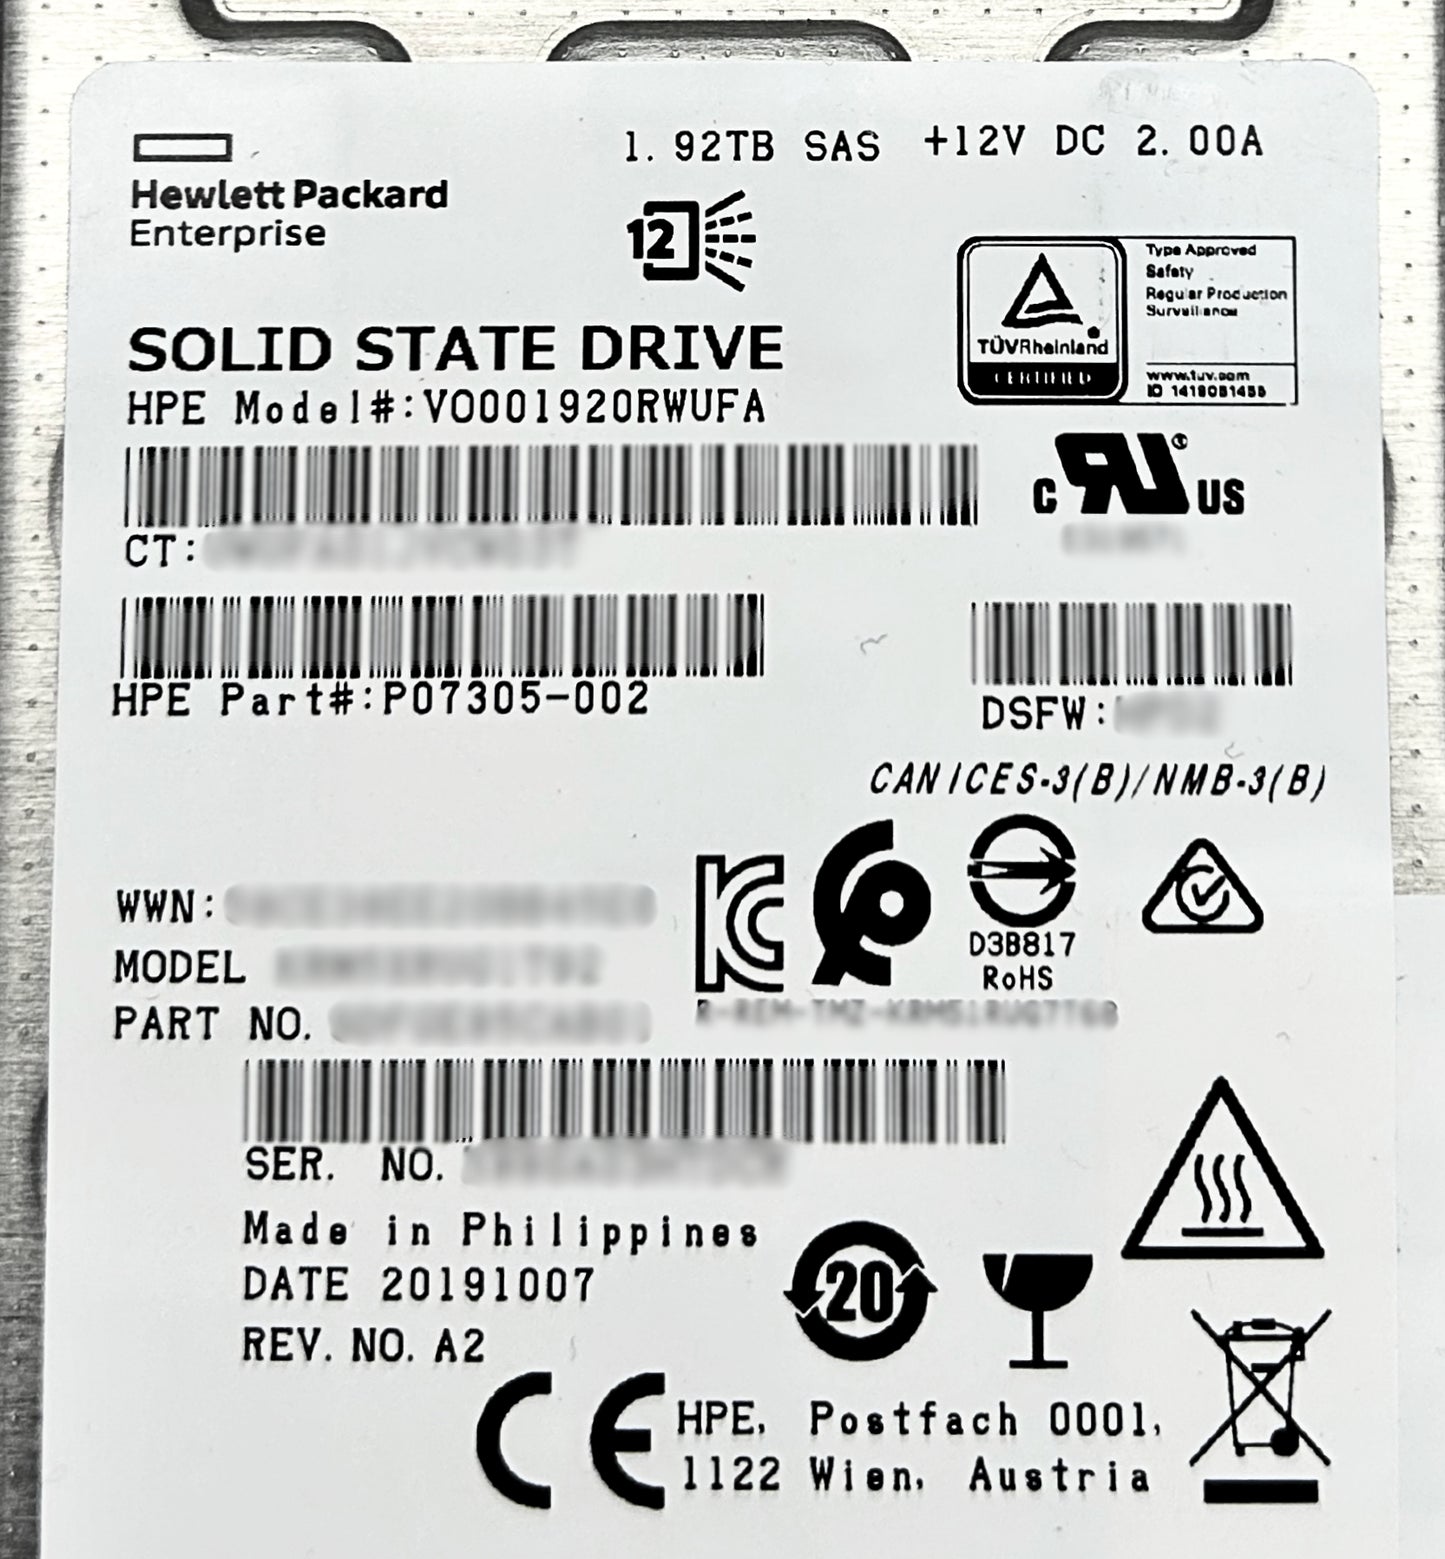 1.92TB SAS +12V DC 2.00A
Hewlett Packard
Enterprise
12
Type Approved
Safety
Regular Production
Surveillance
TÜVRheinland
CERTIFIED
www.tuv.com
ID 1419081455
SOLID STATE DRIVE
HPE Model#:VO001920RWUFA
C RU ® US
CT:
HPE Part#:P07305-002
DSFW:
CAN ICES-3(B)/NMB-3(B)
WWN:
MODEL
PART NO.
D3B817
RoHS
SER. NO.
Made in Philippines
DATE 20191007
REV. NO. A2
20
CE
HPE, Postfach 0001,
1122 Wien, Austria